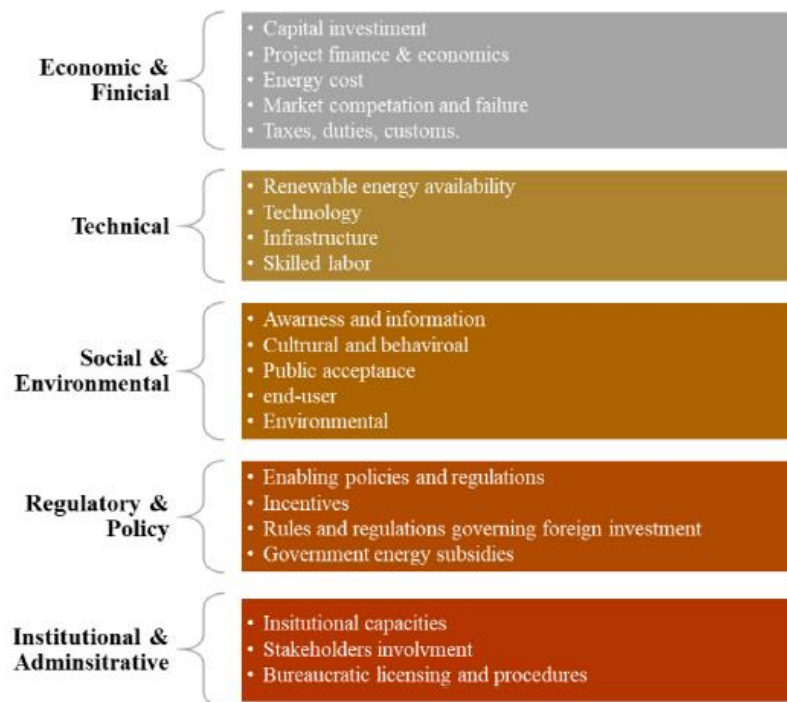 Economic &
Finicial
• Capital investiment
• Project finance & economics
• Energy cost
• Market competation and failure
• Taxes, duties, customs.
Technical
• Renewable energy availability
• Technology
• Infrastructure
• Skilled labor
Social &
Environmental
• Awarness and information
• Cultrural and behaviroal
• Public acceptance
• end-user
• Environmental
Regulatory &
Policy
• Enabling policies and regulations
• Incentives
• Rules and regulations governing foreign investment
• Government energy subsidies
Institutional &
Adminsitrative
• Insitutional capacities
• Stakeholders involvment
• Bureaucratic licensing and procedures